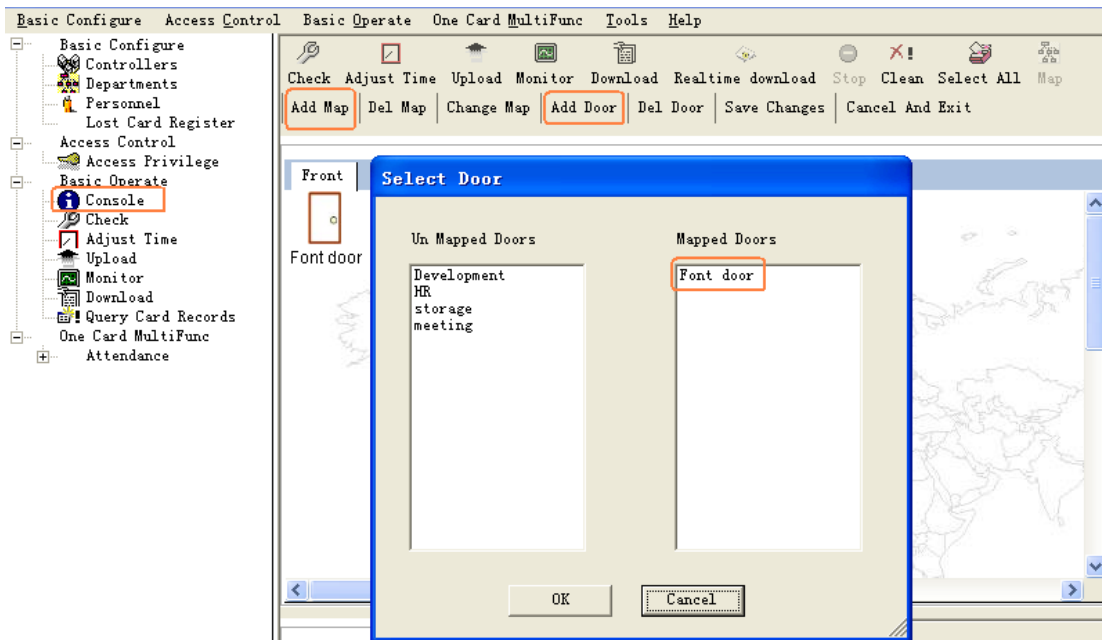 Basic Configure Access Control Basic Operate One Card MultiFunc Tools Help
Basic Configure
Controllers
Departments
Personnel
Lost Card Register
Access Control
Access Privilege
Basic Operate
Console
Check
Adjust Time
Upload
Monitor
Download
Query Card Records
One Card MultiFunc
Attendance
Check Adjust Time Upload Monitor Download Realtime download Stop Clean Select All Map
Add Map Del Map Change Map Add Door Del Door Save Changes Cancel And Exit
Front
Font door
Select Door
Un Mapped Doors
Development
HR
storage
meeting
Mapped Doors
Font door
OK Cancel